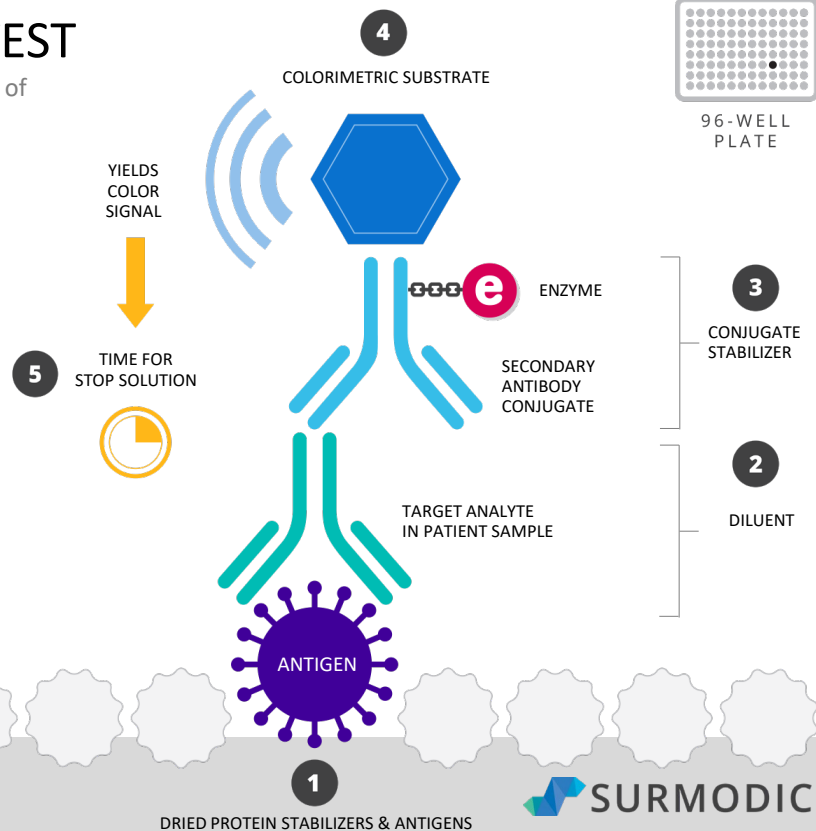 EST
of
4
COLORIMETRIC SUBSTRATE
96-WELL
PLATE
YIELDS
COLOR
SIGNAL
e
ENZYME
3
CONJUGATE
STABILIZER
5
TIME FOR
STOP SOLUTION
SECONDARY
ANTIBODY
CONJUGATE
2
DILUENT
TARGET ANALYTE
IN PATIENT SAMPLE
ANTIGEN
1
DRIED PROTEIN STABILIZERS & ANTIGENS
SURMODIC